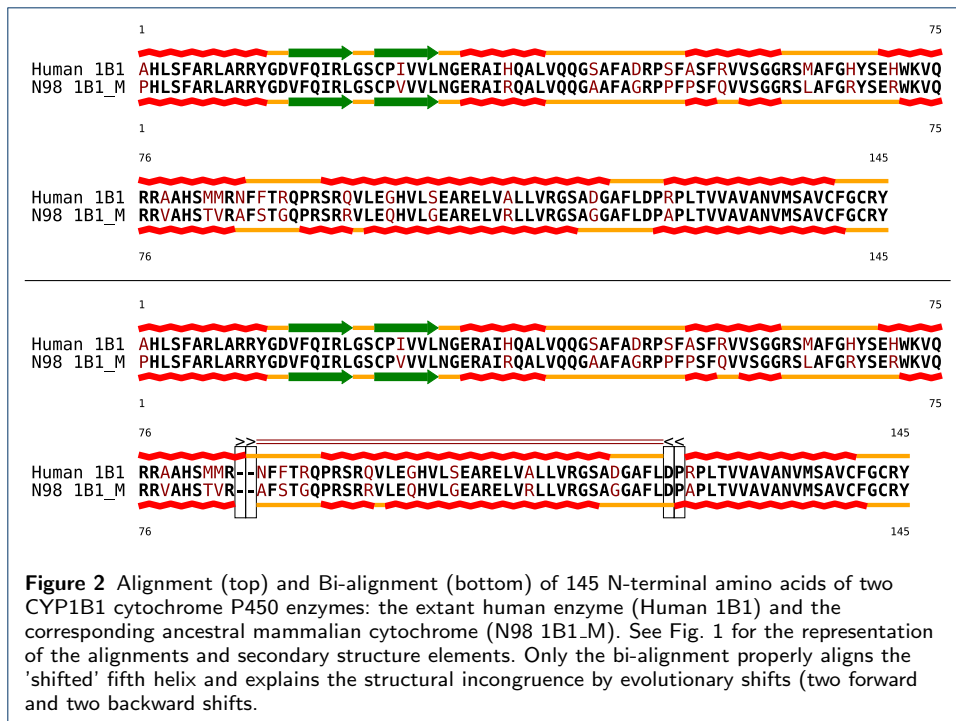 1 75
Human 1B1 AHLSFARLARRYGDVFQIRLGSCPIVVLNGERAIHQALVQQGSAFADRPSFASFRVVSGGRSMAFGHYSEHWKVQ
N98 1B1_M PHLSFARLARRYGDVFQIRLGSCPVVVLNGERAIRQALVQQGAAFAGRPPFPSFQVVSGGRSLAFGRYSERWKVQ
1 75
76 145
Human 1B1 RRAAHSMMRNFFTRQPRSRQVLEGHVLSEARELVALLVRGSADGAFLDPRPLTVVAVANVMSAVCFGCRY
N98 1B1_M RRVAHSTVRAFSTGQPRSRRVLEQHVLGEARELVRLLVRGSAGGAFLDPAPLTVVAVANVMSAVCFGCRY
76 145
1 75
Human 1B1 AHLSFARLARRYGDVFQIRLGSCPIVVLNGERAIHQALVQQGSAFADRPSFASFRVVSGGRSMAFGHYSEHWKVQ
N98 1B1_M PHLSFARLARRYGDVFQIRLGSCPVVVLNGERAIRQALVQQGAAFAGRPPFPSFQVVSGGRSLAFGRYSERWKVQ
1 75
76 145
>> <<
Human 1B1 RRAAHSMMR--NFFTRQPRSRQVLEGHVLSEARELVALLVRGSADGAFLDPRPLTVVAVANVMSAVCFGCRY
N98 1B1_M RRVAHSTVR--AFSTGQPRSRRVLEQHVLGEARELVRLLVRGSAGGAFLDPAPLTVVAVANVMSAVCFGCRY
76 145
Figure 2 Alignment (top) and Bi-alignment (bottom) of 145 N-terminal amino acids of two
CYP1B1 cytochrome P450 enzymes: the extant human enzyme (Human 1B1) and the
corresponding ancestral mammalian cytochrome (N98 1B1_M). See Fig. 1 for the representation
of the alignments and secondary structure elements. Only the bi-alignment properly aligns the
'shifted' fifth helix and explains the structural incongruence by evolutionary shifts (two forward
and two backward shifts.